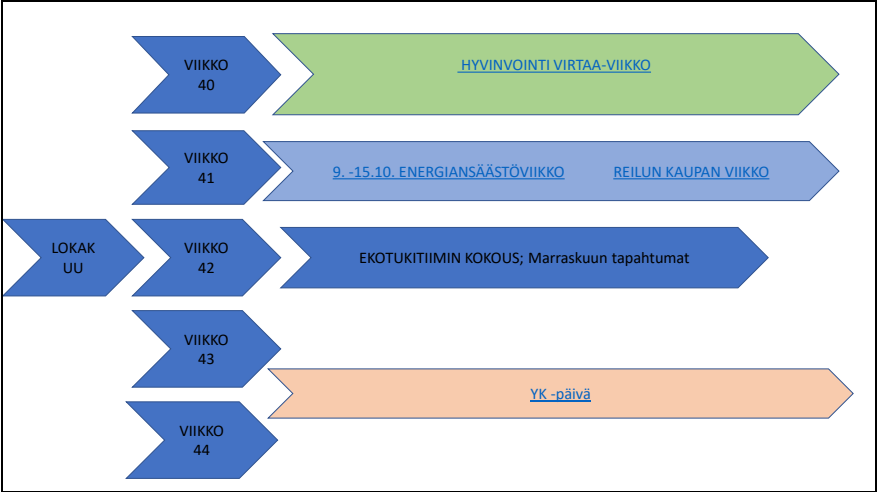 VIIKKO
40
HYVINVOINTI VIRTAA-VIIKKO
VIIKKO
41
9. -15.10. ENERGIANSÄÄSTÖVIIKKO REILUN KAUPAN VIIKKO
LOKAK
UU
VIIKKO
42
EKOTUKITIIMIN KOKOUS; Marraskuun tapahtumat
VIIKKO
43
YK -päivä
VIIKKO
44